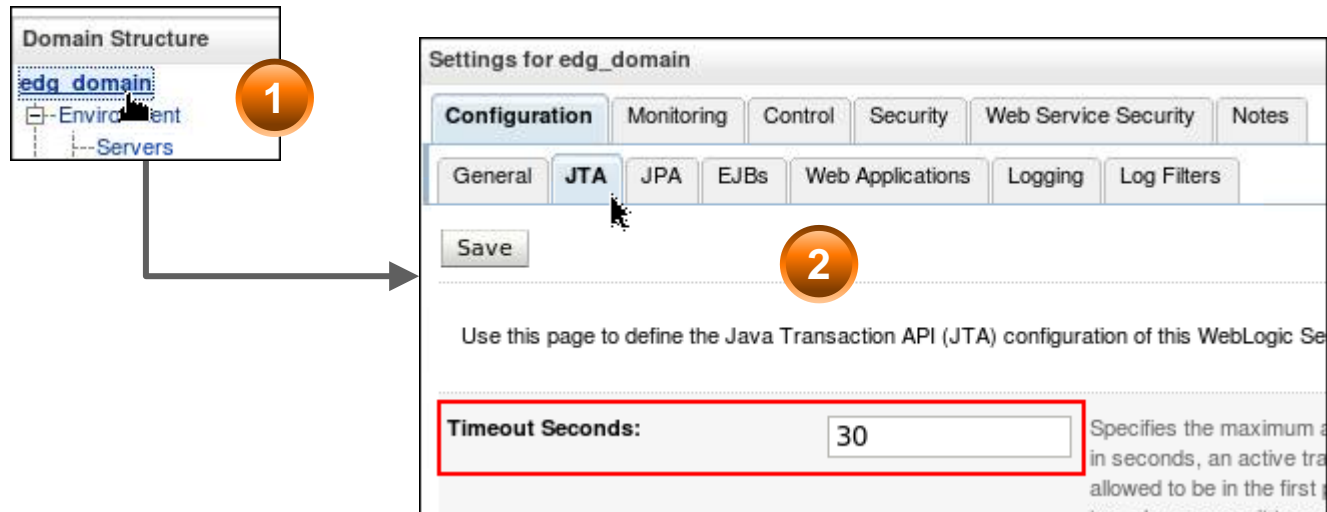 Domain Structure
edg_domain
Environment
Servers
1
Settings for edg_domain
Configuration Monitoring Control Security Web Service Security Notes
General JTA JPA EJBs Web Applications Logging Log Filters
Save
2
Use this page to define the Java Transaction API (JTA) configuration of this WebLogic Se
Timeout Seconds: 30
Specifies the maximum a
in seconds, an active tra
allowed to be in the first